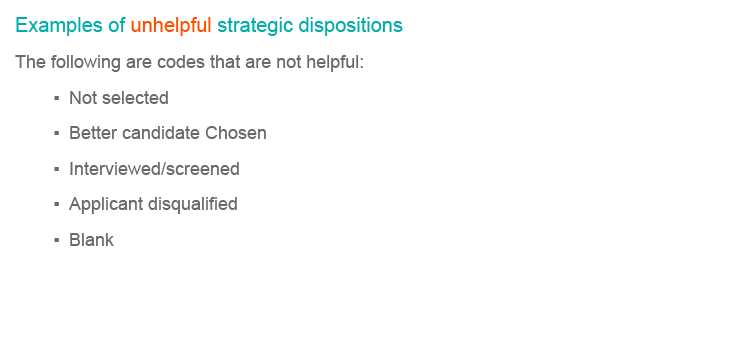 Examples of unhelpful strategic dispositions
The following are codes that are not helpful:
▪ Not selected
▪ Better candidate Chosen
▪ Interviewed/screened
▪ Applicant disqualified
▪ Blank